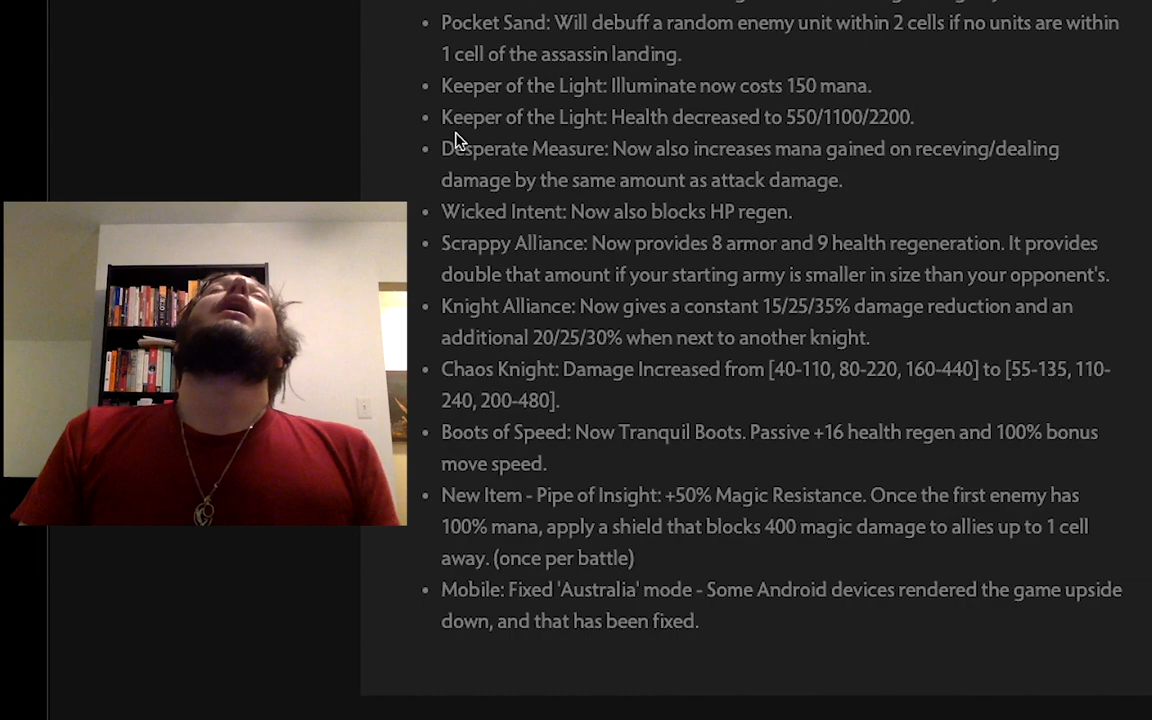 Pocket Sand: Will debuff a random enemy unit within 2 cells if no units are within
1 cell of the assassin landing.
Keeper of the Light: Illuminate now costs 150 mana.
Keeper of the Light: Health decreased to 550/1100/2200.
Desperate Measure: Now also increases mana gained on receving/dealing
damage by the same amount as attack damage.
Wicked Intent: Now also blocks HP regen.
Scrappy Alliance: Now provides 8 armor and 9 health regeneration. It provides
double that amount if your starting army is smaller in size than your opponent's.
Knight Alliance: Now gives a constant 15/25/35% damage reduction and an
additional 20/25/30% when next to another knight.
Chaos Knight: Damage Increased from [40-110, 80-220, 160-440] to [55-135, 110-
240, 200-480].
Boots of Speed: Now Tranquil Boots. Passive +16 health regen and 100% bonus
move speed.
New Item - Pipe of Insight: +50% Magic Resistance. Once the first enemy has
100% mana, apply a shield that blocks 400 magic damage to allies up to 1 cell
away. (once per battle)
Mobile: Fixed 'Australia' mode - Some Android devices rendered the game upside
down, and that has been fixed.